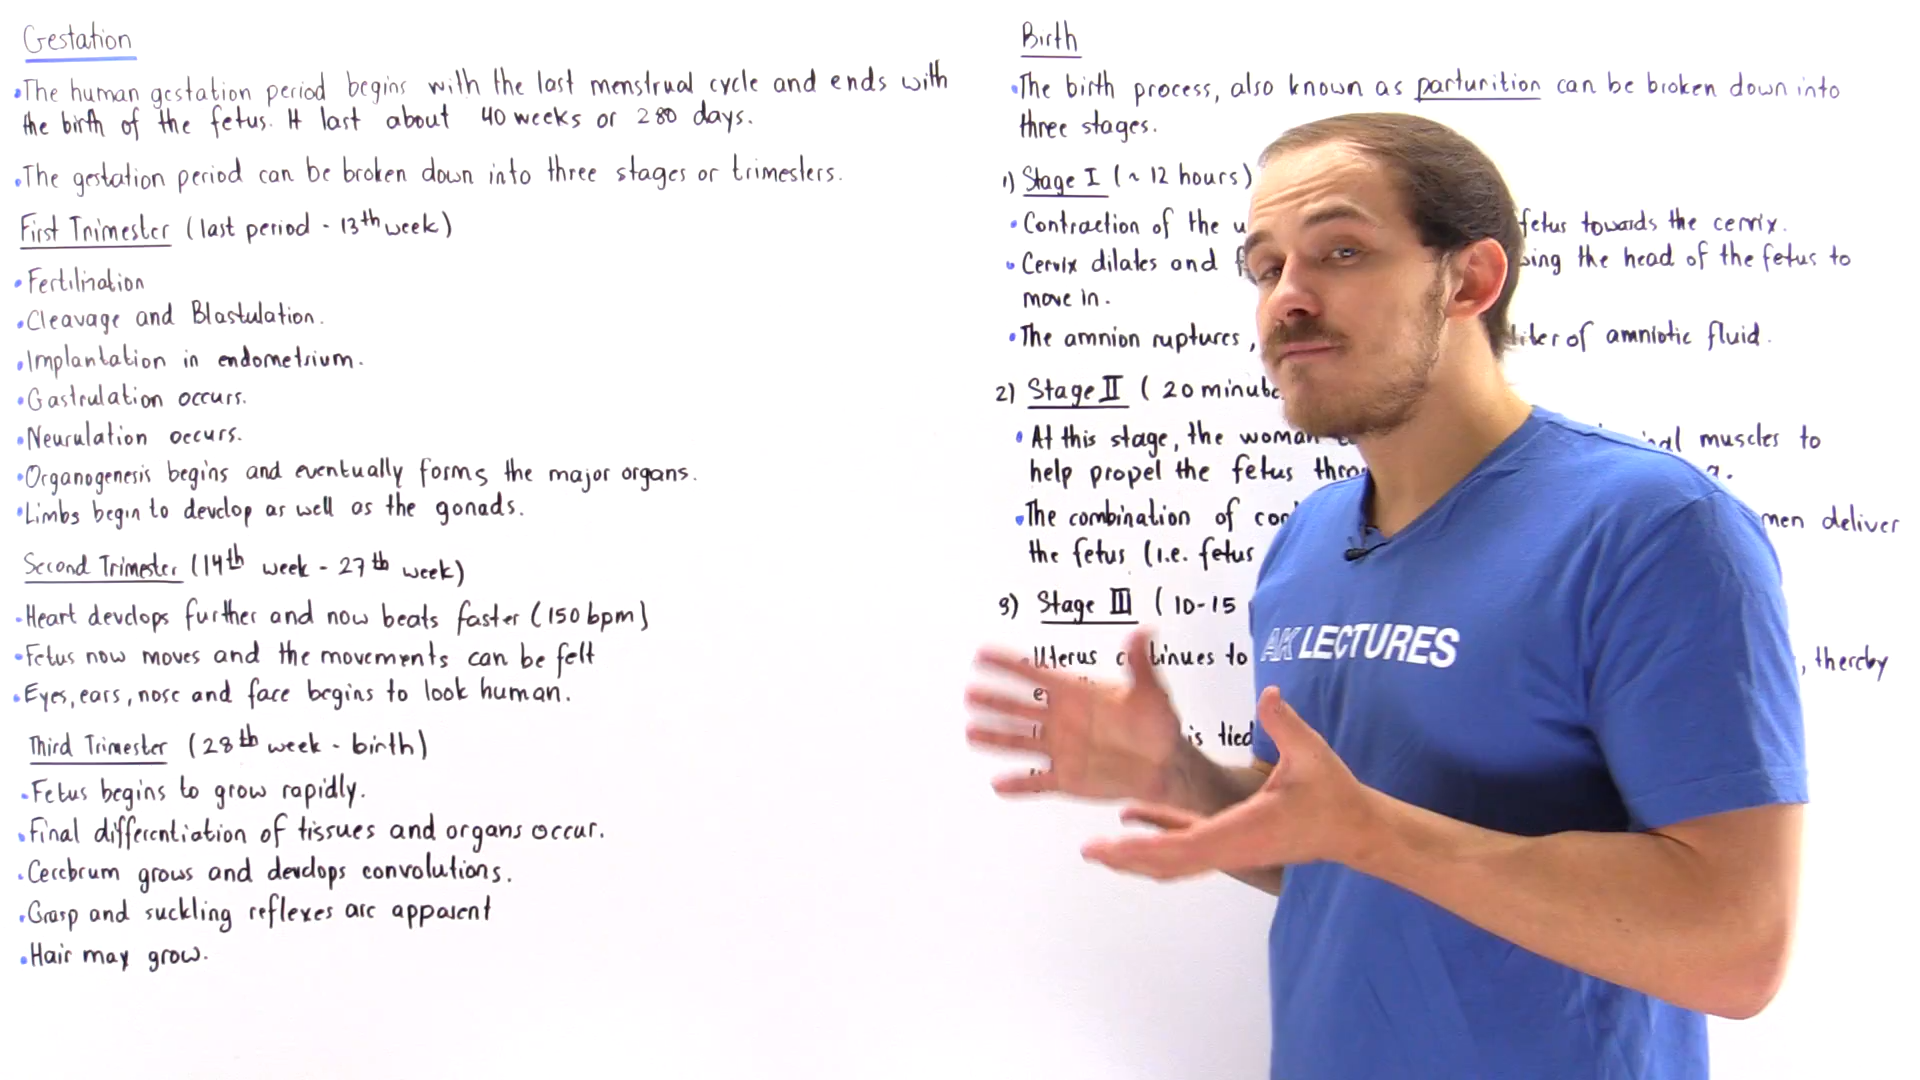 Gestation
•The human gestation period begins with the last menstrual cycle and ends with
the birth of the fetus. It last about 40 weeks or 280 days.
•The gestation period can be broken down into three stages or trimesters.
First Trimester (last period - 13th week)
•Fertilization
•Cleavage and Blastulation.
•Implantation in endometrium.
•Gastrulation occurs.
•Neurulation occurs.
•Organogenesis begins and eventually forms the major organs.
•Limbs begin to develop as well as the gonads.
Second Trimester (14th week - 27th week)
•Heart develops further and now beats faster (150 bpm)
•Fetus now moves and the movements can be felt
•Eyes, ears, nose and face begins to look human.
Third Trimester (28th week - birth)
•Fetus begins to grow rapidly.
•Final differentiation of tissues and organs occur.
•Cerebrum grows and develops convolutions.
•Grasp and suckling reflexes are apparent
•Hair may grow.
Birth
•The birth process, also known as parturition can be broken down into
three stages.
1) Stage I (~ 12 hours)
•Contraction of the fetus towards the cervix.
•Cervix dilates and the head of the fetus to
move in.
•The amnion ruptures, liter of amniotic fluid.
2) Stage II ( 20 minute
•At this stage, the woman muscles to
help propel the fetus
•The combination of men deliver
the fetus (i.e. fetus
3) Stage III ( 10-15
Uterus continues to , thereby
is tied
AK LECTURES